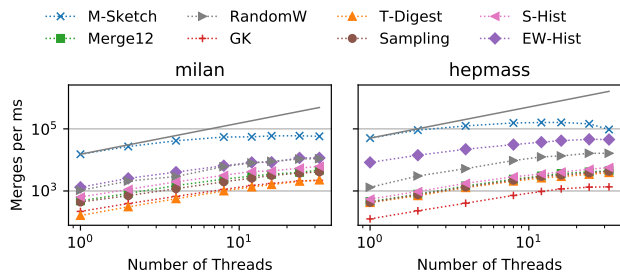 M-Sketch RandomW T-Digest S-Hist
Merge12 GK Sampling EW-Hist
milan hepmass
Merges per ms
10^5
10^3
10^0 10^1 10^0 10^1
Number of Threads Number of Threads